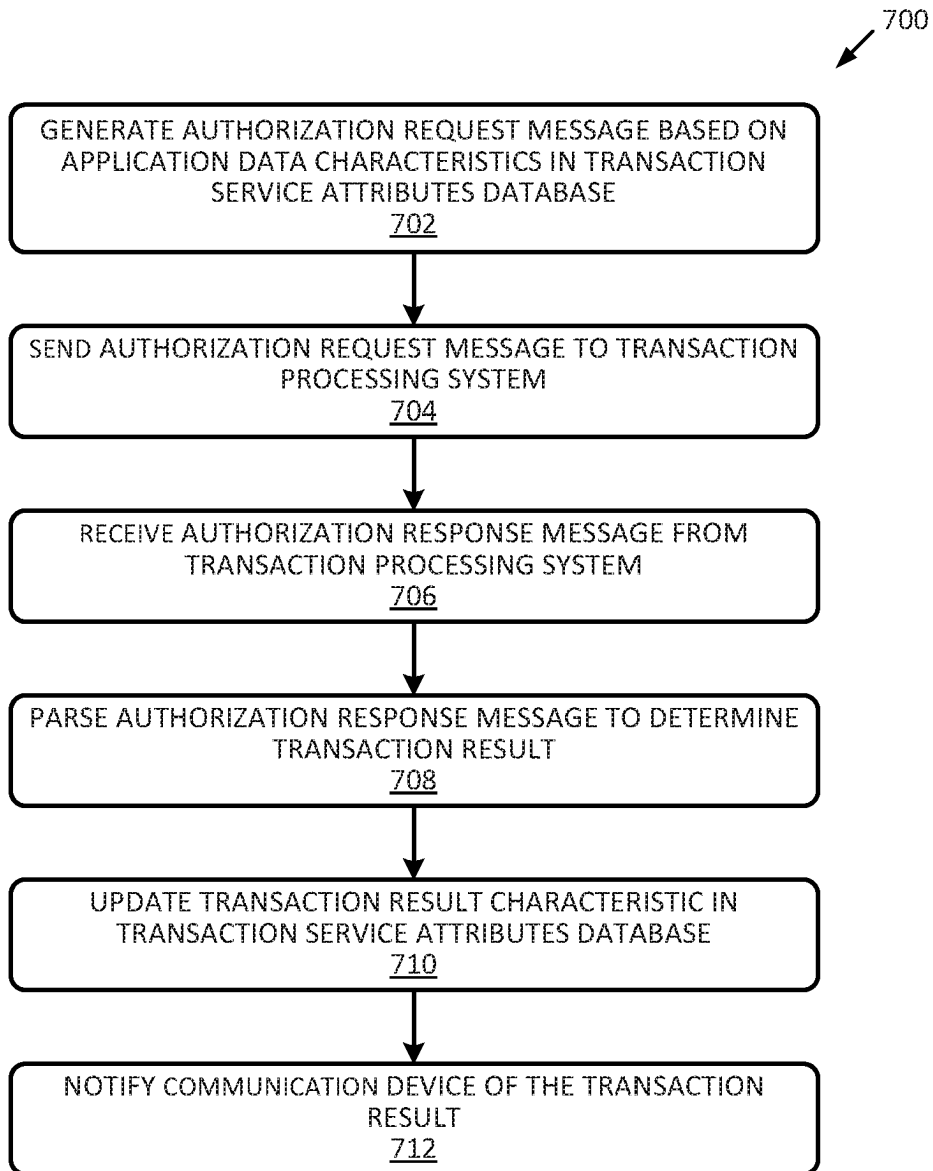 700
GENERATE AUTHORIZATION REQUEST MESSAGE BASED ON
APPLICATION DATA CHARACTERISTICS IN TRANSACTION
SERVICE ATTRIBUTES DATABASE
702
SEND AUTHORIZATION REQUEST MESSAGE TO TRANSACTION
PROCESSING SYSTEM
704
RECEIVE AUTHORIZATION RESPONSE MESSAGE FROM
TRANSACTION PROCESSING SYSTEM
706
PARSE AUTHORIZATION RESPONSE MESSAGE TO DETERMINE
TRANSACTION RESULT
708
UPDATE TRANSACTION RESULT CHARACTERISTIC IN
TRANSACTION SERVICE ATTRIBUTES DATABASE
710
NOTIFY COMMUNICATION DEVICE OF THE TRANSACTION
RESULT
712